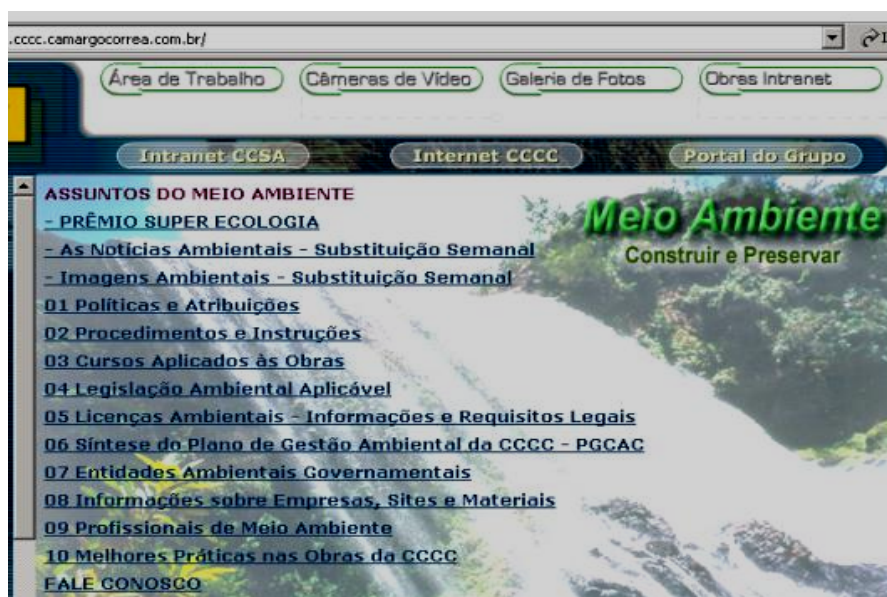 .cccc.camargocorrea.com.br/
Área de Trabalho Câmeras de Vídeo Galeria de Fotos Obras Intranet
Intranet CCSA Internet CCCC Portal do Grupo
ASSUNTOS DO MEIO AMBIENTE
- PRÊMIO SUPER ECOLOGIA
- As Notícias Ambientais - Substituição Semanal
- Imagens Ambientais - Substituição Semanal
01 Políticas e Atribuições
02 Procedimentos e Instruções
03 Cursos Aplicados às Obras
04 Legislação Ambiental Aplicável
05 Licenças Ambientais - Informações e Requisitos Legais
06 Síntese do Plano de Gestão Ambiental da CCCC - PGCAC
07 Entidades Ambientais Governamentais
08 Informações sobre Empresas, Sites e Materiais
09 Profissionais de Meio Ambiente
10 Melhores Práticas nas Obras da CCCC
FALE CONOSCO
Meio Ambiente
Construir e Preservar